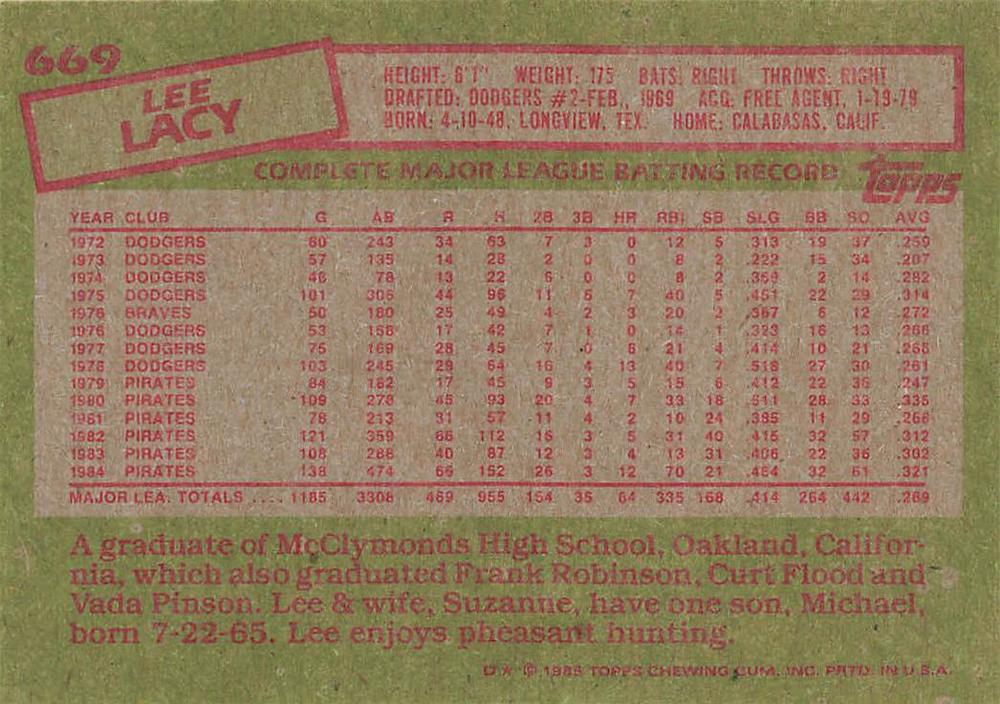 669
LEE
LACY
HEIGHT: 6'1" WEIGHT: 175 BATS: RIGHT THROWS: RIGHT
DRAFTED: DODGERS #2-FEB., 1969 ACQ: FREE AGENT, 1-19-79
BORN: 4-10-48, LONGVIEW, TEX. HOME: CALABASAS, CALIF.
COMPLETE MAJOR LEAGUE BATTING RECORD
Topps
YEAR CLUB G AB R H 2B 3B HR RBI SB SLG BB SO AVG
1972 DODGERS 60 243 34 63 7 3 0 12 5 .313 19 37 .259
1973 DODGERS 57 135 14 28 2 0 0 8 2 .222 15 34 .207
1974 DODGERS 48 78 13 22 6 0 0 8 2 .359 2 14 .282
1975 DODGERS 101 306 44 96 11 5 7 40 5 .451 22 29 .314
1976 BRAVES 50 180 25 49 4 2 3 20 2 .367 6 12 .272
1976 DODGERS 53 158 17 42 7 1 0 14 1 .323 16 13 .266
1977 DODGERS 75 169 28 45 7 0 6 21 4 .414 10 21 .266
1978 DODGERS 103 245 29 64 16 4 13 40 7 .518 27 30 .261
1979 PIRATES 84 182 17 45 9 3 5 15 6 .412 22 36 .247
1980 PIRATES 109 278 45 93 20 4 7 33 18 .511 28 33 .335
1981 PIRATES 78 213 31 57 11 4 2 10 24 .385 11 29 .268
1982 PIRATES 121 359 66 112 16 3 5 31 40 .415 32 57 .312
1983 PIRATES 108 288 40 87 12 3 4 13 31 .406 22 36 .302
1984 PIRATES 138 474 66 152 26 3 12 70 21 .464 32 61 .321
MAJOR LEA. TOTALS .... 1185 3308 469 955 154 35 64 335 168 .414 264 442 .289
A graduate of McClymonds High School, Oakland, Califor-
nia, which also graduated Frank Robinson, Curt Flood and
Vada Pinson. Lee & wife, Suzanne, have one son, Michael,
born 7-22-65. Lee enjoys pheasant hunting.
D* © 1985 TOPPS CHEWING GUM, INC. PRTD. IN U.S.A.